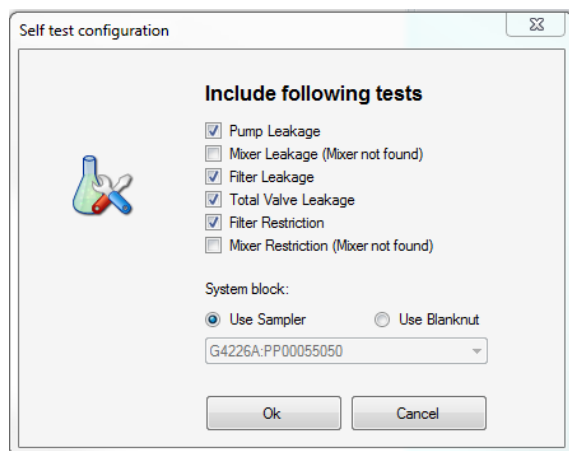 Self test configuration
Include following tests
Pump Leakage
Mixer Leakage (Mixer not found)
Filter Leakage
Total Valve Leakage
Filter Restriction
Mixer Restriction (Mixer not found)
System block:
Use Sampler Use Blanknut
G4226A:PP00055050
Ok Cancel